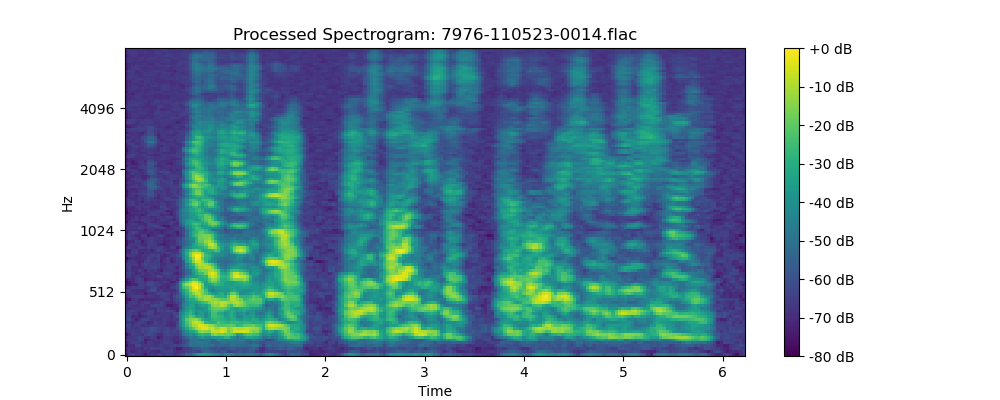 Processed Spectrogram: 7976-110523-0014.flac
Hz
4096
2048
1024
512
0
0 1 2 3 4 5 6
Time
+0 dB
-10 dB
-20 dB
-30 dB
-40 dB
-50 dB
-60 dB
-70 dB
-80 dB